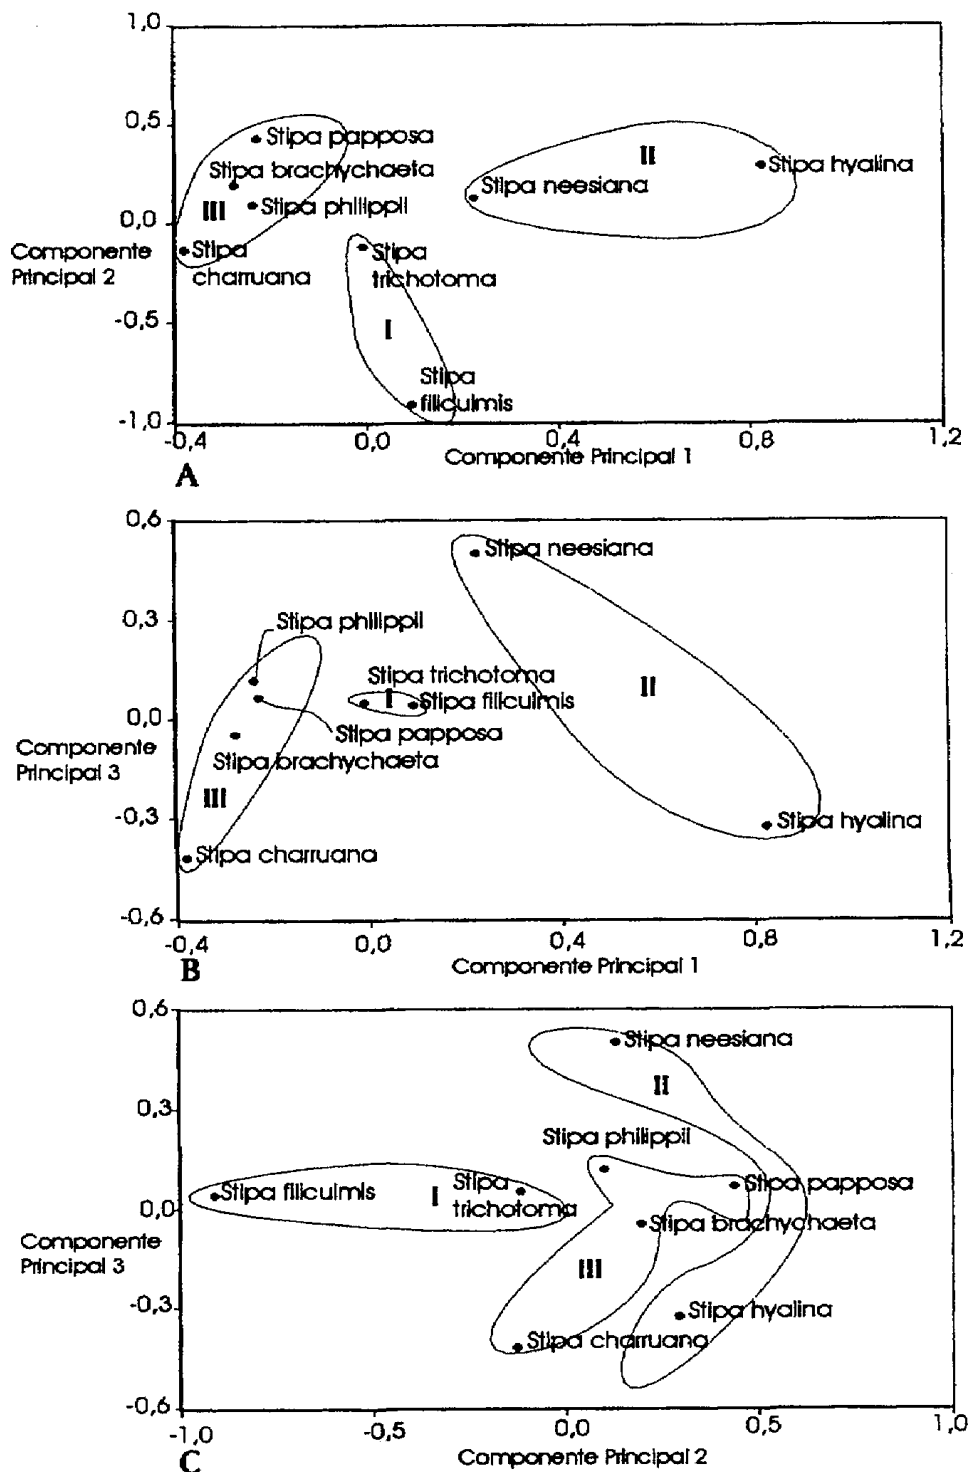 1,0
0,5
Stipa papposa
Stipa brachychaeta
II
Stipa hyalina
Stipa neesiana
III
Stipa philippii
0,0
Componente
Principal 2
Stipa
charruana
Stipa
trichotoma
-0,5
I
Stipa
filiculmis
-1,0
-0,4
0,0
0,4
0,8
1,2
Componente Principal 1
A
0,6
Stipa neesiana
0,3
Stipa philippii
Stipa trichotoma
I
Stipa filiculmis
II
0,0
Componente
Principal 3
Stipa papposa
Stipa brachychaeta
III
-0,3
Stipa hyalina
Stipa charruana
-0,6
-0,4
0,0
0,4
0,8
1,2
Componente Principal 1
B
0,6
Stipa neesiana
II
0,3
Stipa philippii
Stipa filiculmis
I
Stipa
trichotoma
Stipa papposa
0,0
Stipa brachychaeta
Componente
Principal 3
III
-0,3
Stipa hyalina
Stipa charruana
-0,6
-1,0
-0,5
0,0
0,5
1,0
Componente Principal 2
C